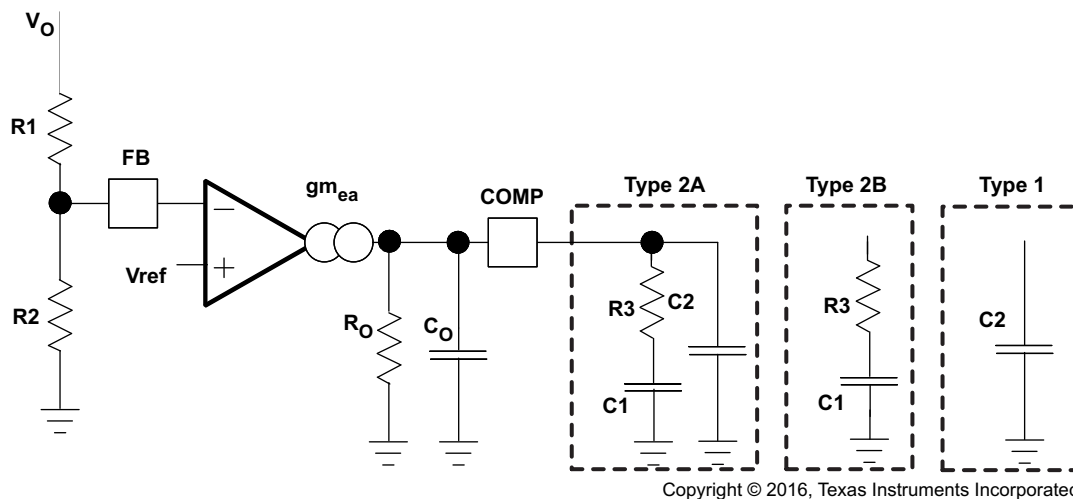 VO
R1
FB
gmea
COMP
Type 2A
Type 2B
Type 1
Vref
R2
RO
CO
R3
C2
C1
R3
C1
C2
Copyright © 2016, Texas Instruments Incorporated